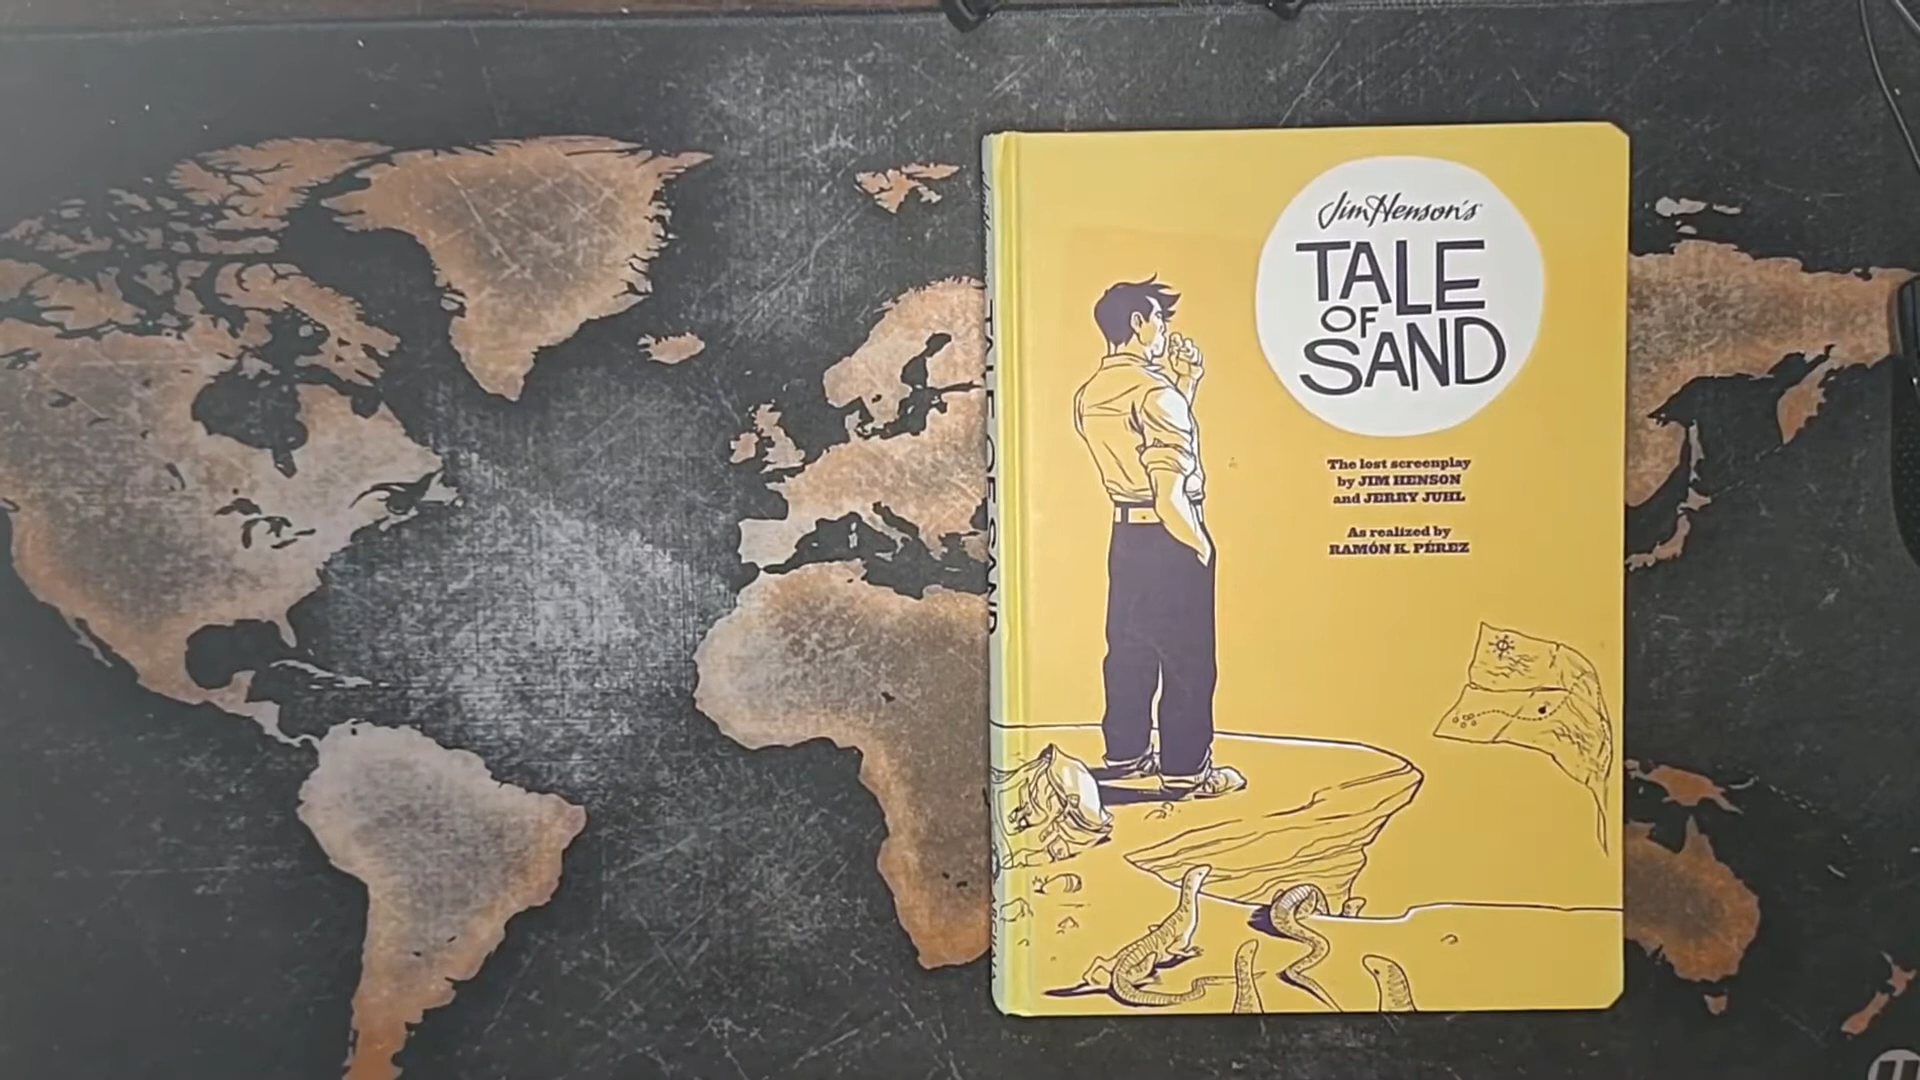 Jim Henson's
TALE
OF
SAND
The lost screenplay
by JIM HENSON
and JERRY JUHL
As realized by
RAMÓN K. PÉREZ
TALE OF SAND